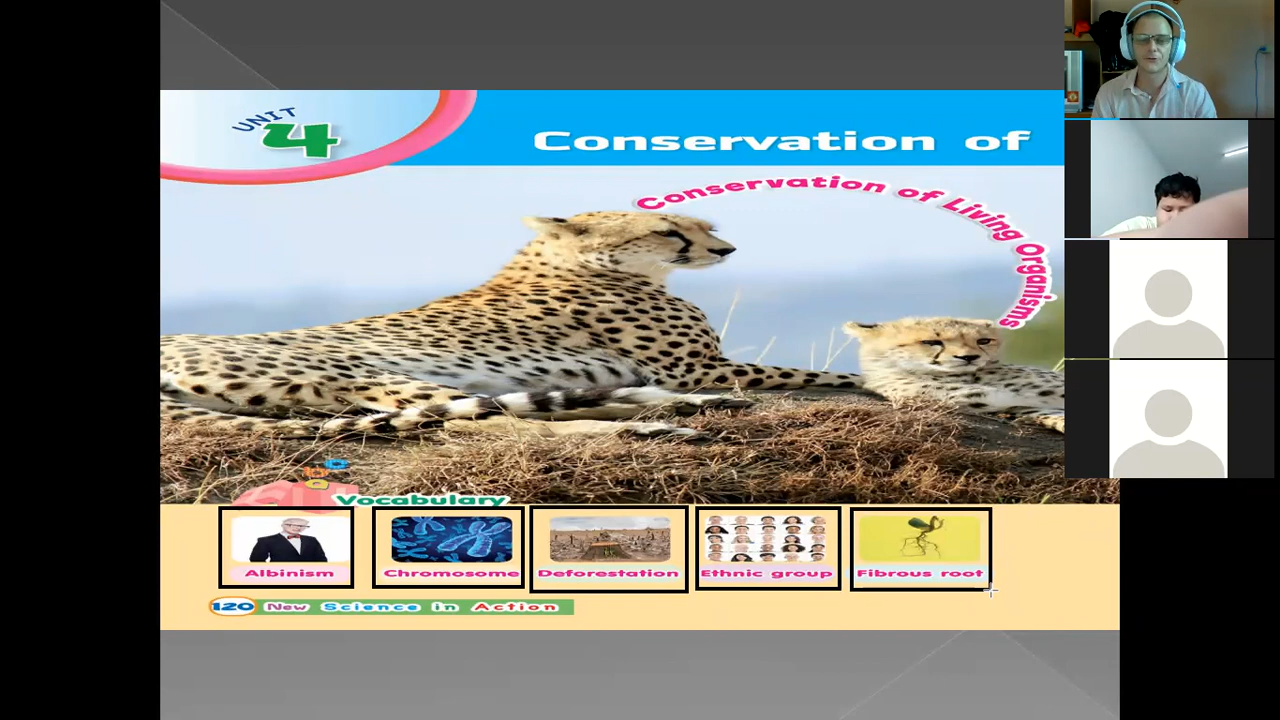 UNIT
4
Conservation of
Conservation of Living Organisms
Vocabulary
Albinism
Chromosome
Deforestation
Ethnic group
Fibrous root
120 New Science in Action